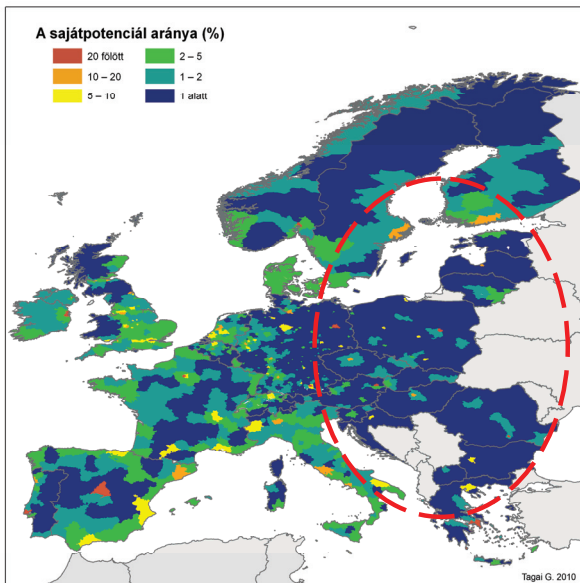 A sajátpotenciál aránya (%)
20 fölött
10 – 20
5 – 10
2 – 5
1 – 2
1 alatt
Tagai G. 2010